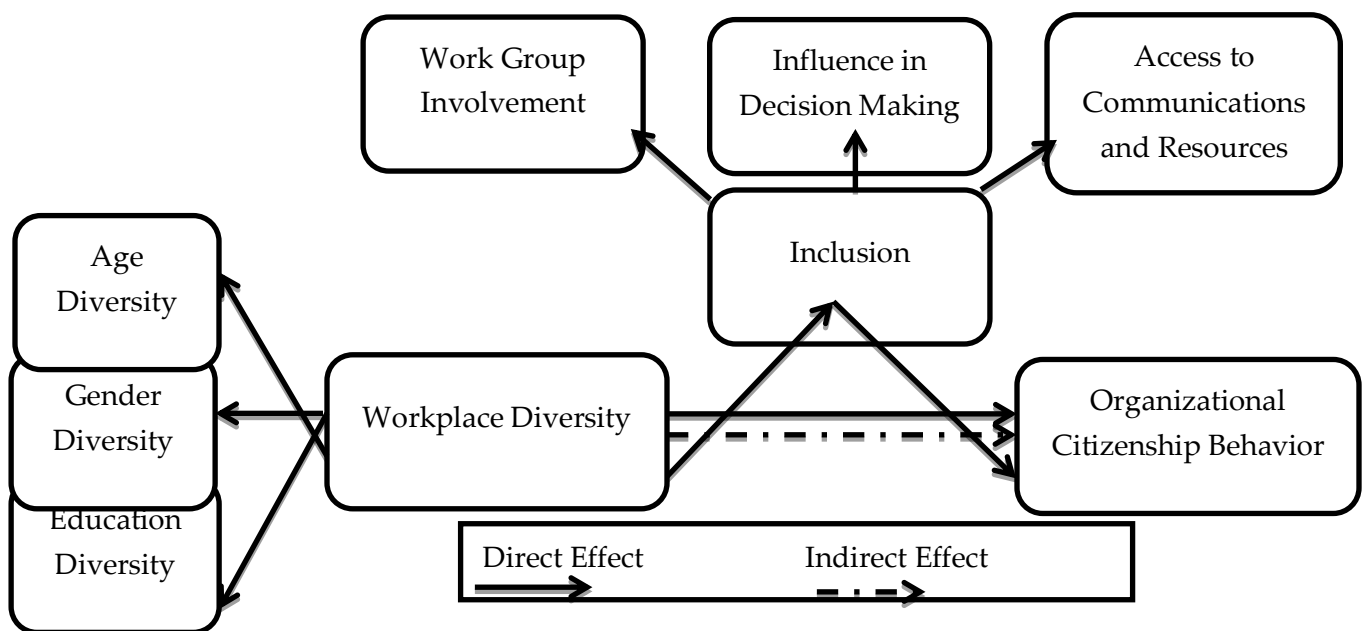 Work Group
Involvement
Influence in
Decision Making
Access to
Communications
and Resources
Inclusion
Age
Diversity
Gender
Diversity
Education
Diversity
Workplace Diversity
Organizational
Citizenship Behavior
Direct Effect
Indirect Effect